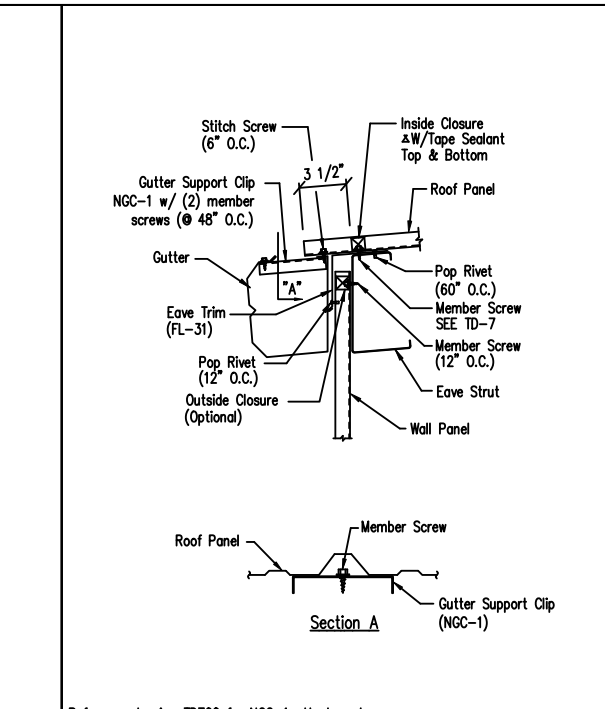 Stitch Screw
(6" O.C.)
Inside Closure
W/Tape Sealant
Top & Bottom
3 1/2"
Gutter Support Clip
NGC-1 w/ (2) member
screws (@ 48" O.C.)
Roof Panel
Gutter
"A"
Pop Rivet
(60" O.C.)
Eave Trim
(FL-31)
Member Screw
SEE TD-7
Member Screw
(12" O.C.)
Pop Rivet
(12" O.C.)
Outside Closure
(Optional)
Eave Strut
Wall Panel
Member Screw
Roof Panel
Gutter Support Clip
(NGC-1)
Section A